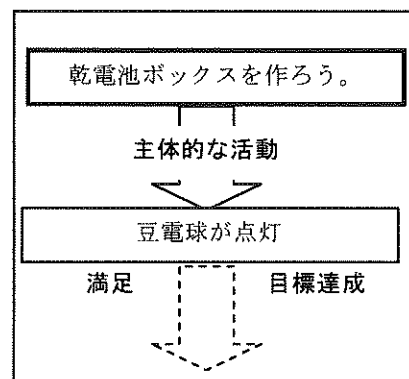 乾電池ボックスを作ろう。
主体的な活動
豆電球が点灯
満足 目標達成